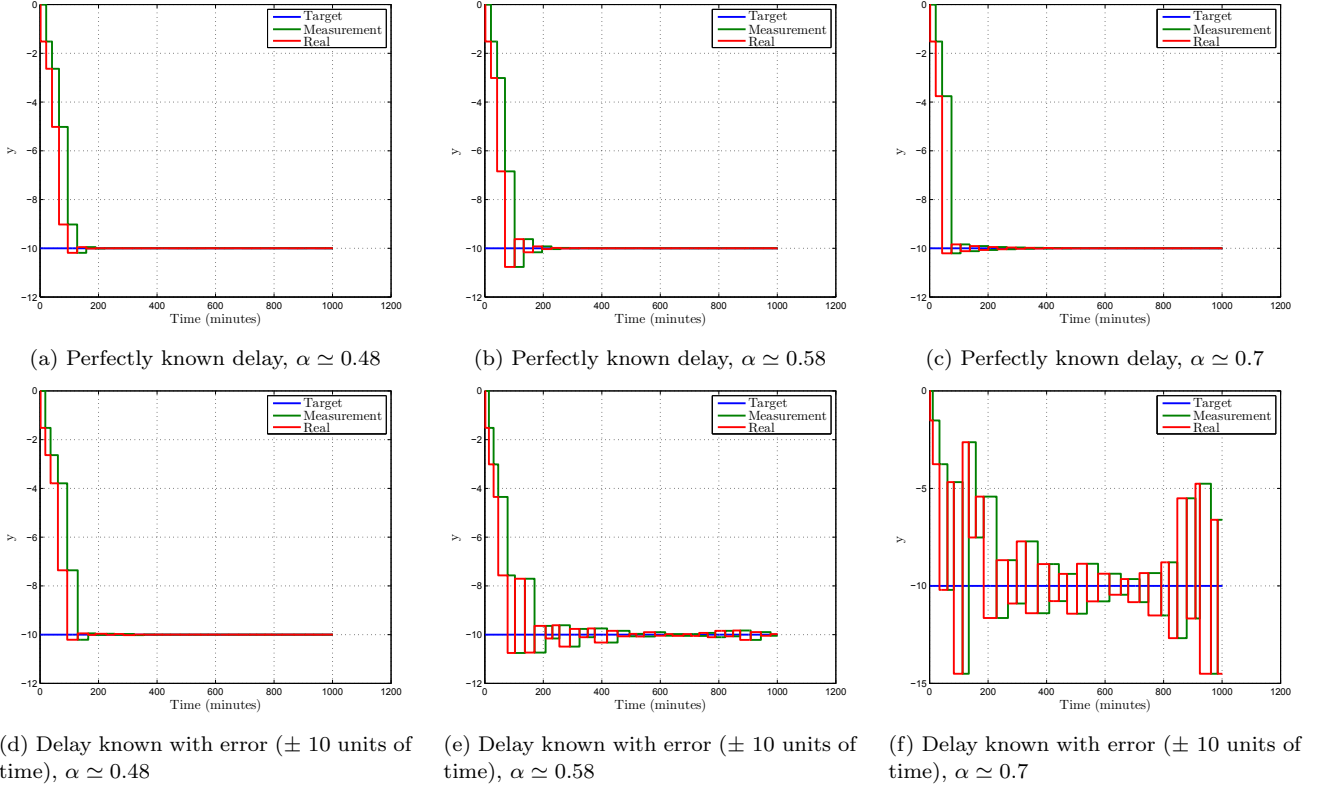 Target
Measurement
Real
0
−2
−4
−6
−8
−10
−12
y
0 200 400 600 800 1000 1200
Time (minutes)
(a) Perfectly known delay, α ≃ 0.48
Target
Measurement
Real
0
−2
−4
−6
−8
−10
−12
y
0 200 400 600 800 1000 1200
Time (minutes)
(b) Perfectly known delay, α ≃ 0.58
Target
Measurement
Real
0
−2
−4
−6
−8
−10
−12
y
0 200 400 600 800 1000 1200
Time (minutes)
(c) Perfectly known delay, α ≃ 0.7
Target
Measurement
Real
0
−2
−4
−6
−8
−10
−12
y
0 200 400 600 800 1000 1200
Time (minutes)
(d) Delay known with error (± 10 units of
time), α ≃ 0.48
Target
Measurement
Real
0
−2
−4
−6
−8
−10
−12
y
0 200 400 600 800 1000 1200
Time (minutes)
(e) Delay known with error (± 10 units of
time), α ≃ 0.58
Target
Measurement
Real
0
−5
−10
−15
y
0 200 400 600 800 1000 1200
Time (minutes)
(f) Delay known with error (± 10 units of
time), α ≃ 0.7